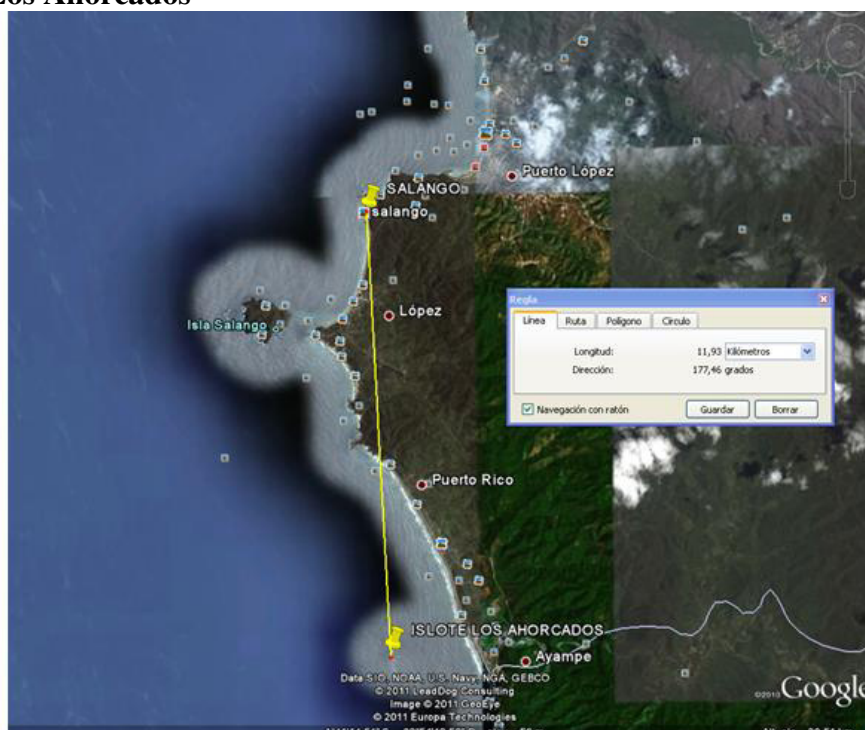 Los Ahorcados
Puerto López
SALANGO
salango
Regla
Línea Ruta Polígono Círculo
López
Isla Salango
Longitud: 11,93 Kilómetros
Dirección: 177,46 grados
Navegación con ratón Guardar Borrar
Puerto Rico
ISLOTE LOS AHORCADOS
Ayampe
Data SIO, NOAA, U.S. Navy, NGA, GEBCO
© 2011 LeadDog Consulting
Image © 2011 GeoEye
© 2011 Europa Technologies
©2010 Google